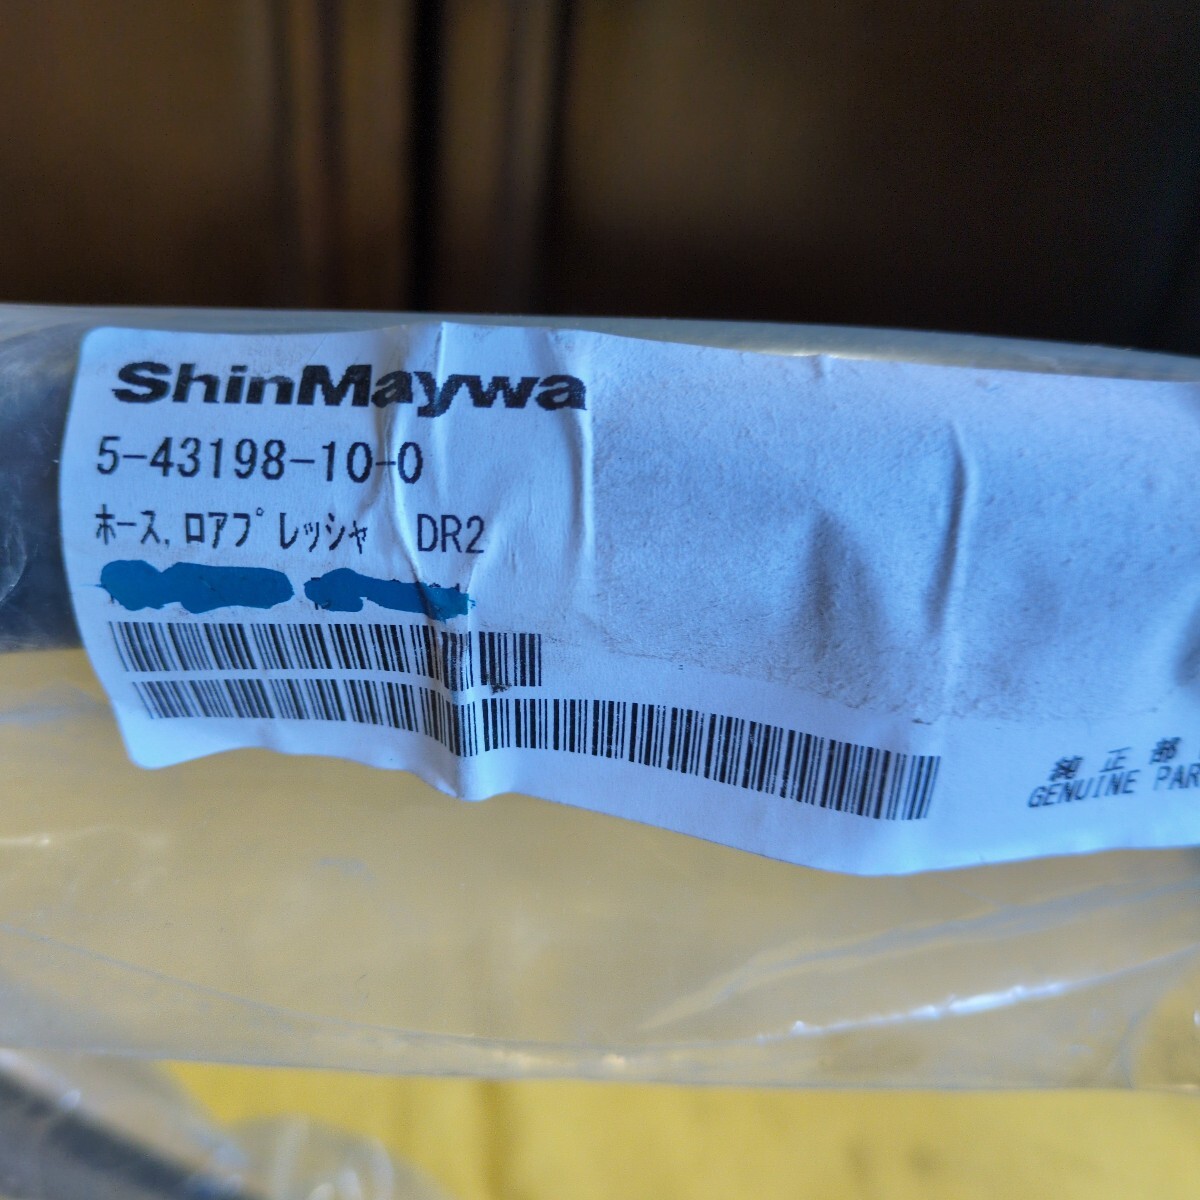 ShinMaywa
5-43198-10-0
ﾎｰｽ,ﾛｱﾌﾟﾚｯｼｬ DR2
純正部
GENUINE PAR